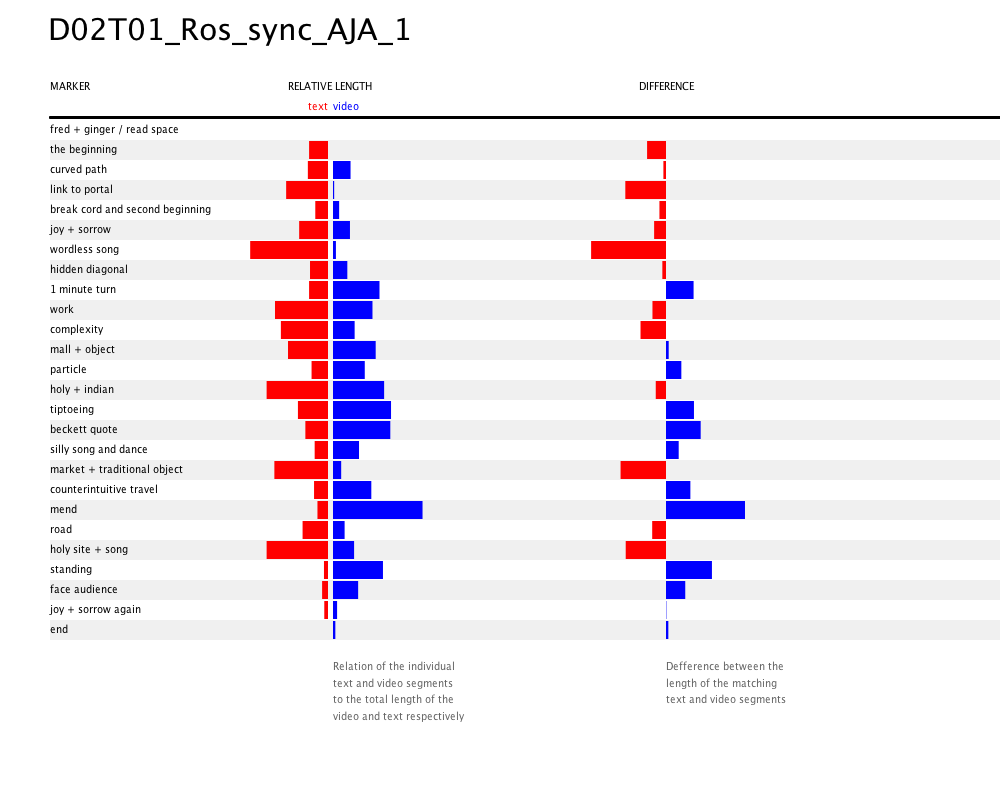 D02T01_Ros_sync_AJA_1
MARKER RELATIVE LENGTH DIFFERENCE
text video
fred + ginger / read space
the beginning
curved path
link to portal
break cord and second beginning
joy + sorrow
wordless song
hidden diagonal
1 minute turn
work
complexity
mall + object
particle
holy + indian
tiptoeing
beckett quote
silly song and dance
market + traditional object
counterintuitive travel
mend
road
holy site + song
standing
face audience
joy + sorrow again
end
Relation of the individual
text and video segments
to the total length of the
video and text respectively
Defference between the
length of the matching
text and video segments